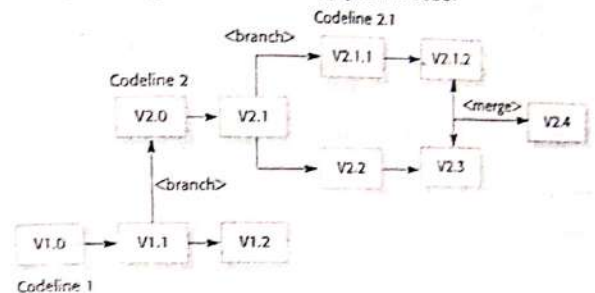 Codeline 2.1
<branch>
V2.1.1
V2.1.2
Codeline 2
V2.0
V2.1
<merge>
V2.4
V2.2
V2.3
<branch>
V1.0
V1.1
V1.2
Codeline 1